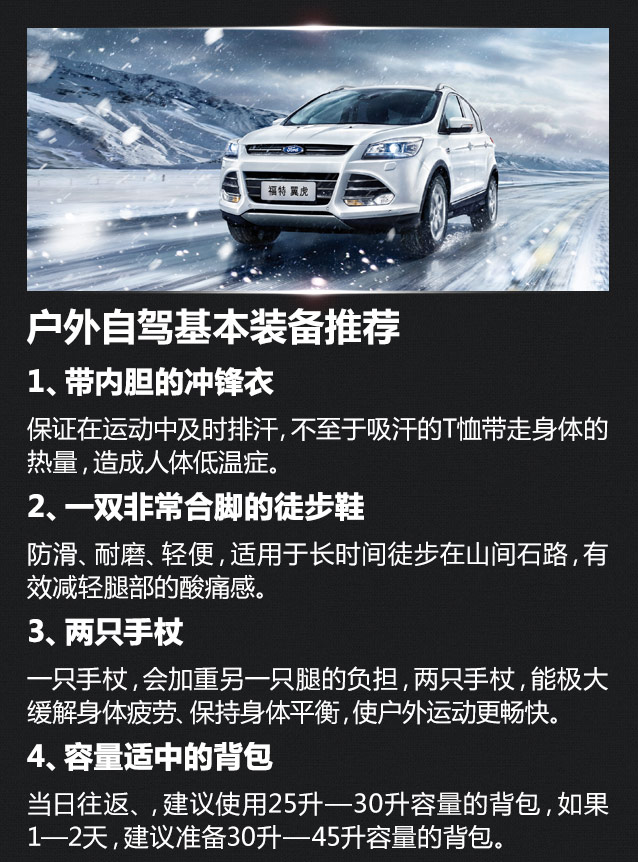 Ford
福特 翼虎
户外自驾基本装备推荐
1、带内胆的冲锋衣
保证在运动中及时排汗，不至于吸汗的T恤带走身体的
热量，造成人体低温症。
2、一双非常合脚的徒步鞋
防滑、耐磨、轻便，适用于长时间徒步在山间石路，有
效减轻腿部的酸痛感。
3、两只手杖
一只手杖，会加重另一只腿的负担，两只手杖，能极大
缓解身体疲劳、保持身体平衡，使户外运动更畅快。
4、容量适中的背包
当日往返、，建议使用25升—30升容量的背包，如果
1—2天，建议准备30升—45升容量的背包。